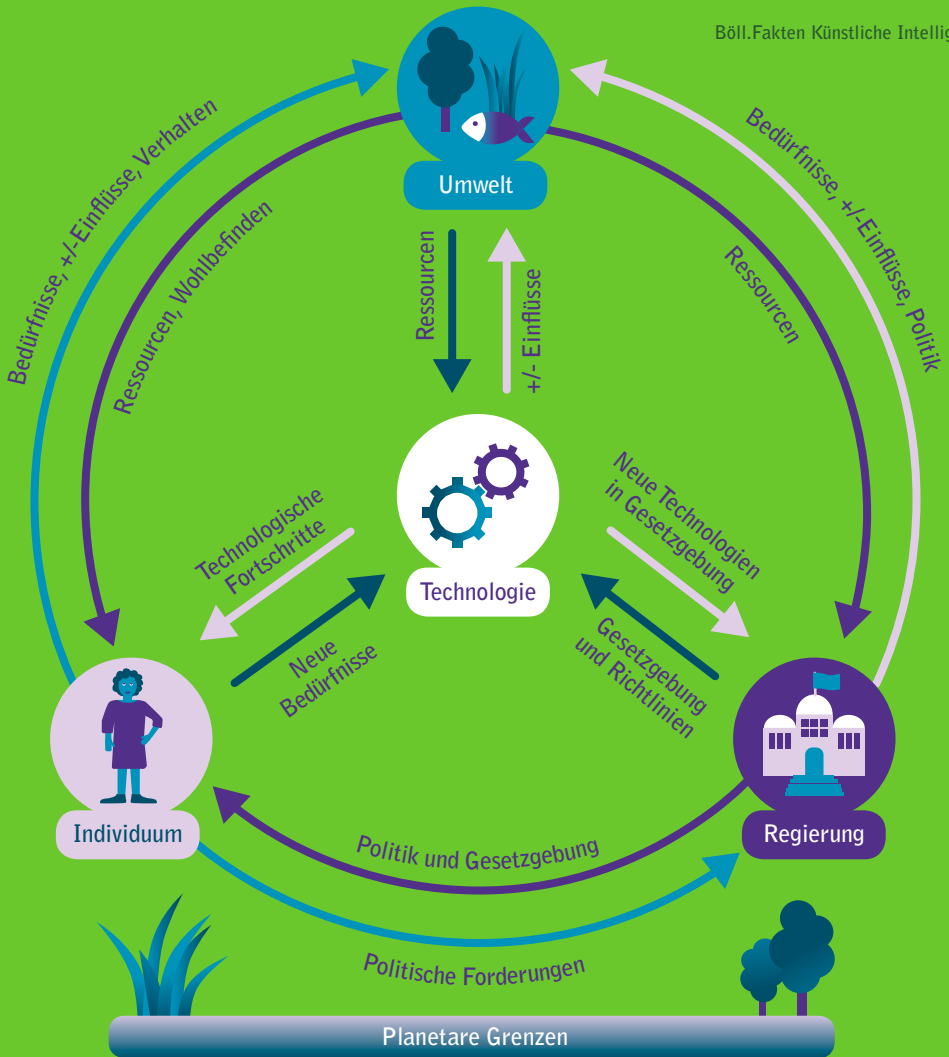 Böll.Fakten Künstliche
Umwelt
Bedürfnisse, +/-Einflüsse, Verhalten
Ressourcen, Wohlbefinden
Ressourcen
+/- Einflüsse
Ressourcen
Bedürfnisse, +/-Einflüsse, Politik
Technologische
Fortschritte
Neue
Bedürfnisse
Technologie
Neue Technologien
in Gesetzgebung
Gesetzgebung
und Richtlinien
Individuum
Regierung
Politik und Gesetzgebung
Politische Forderungen
Planetare Grenzen